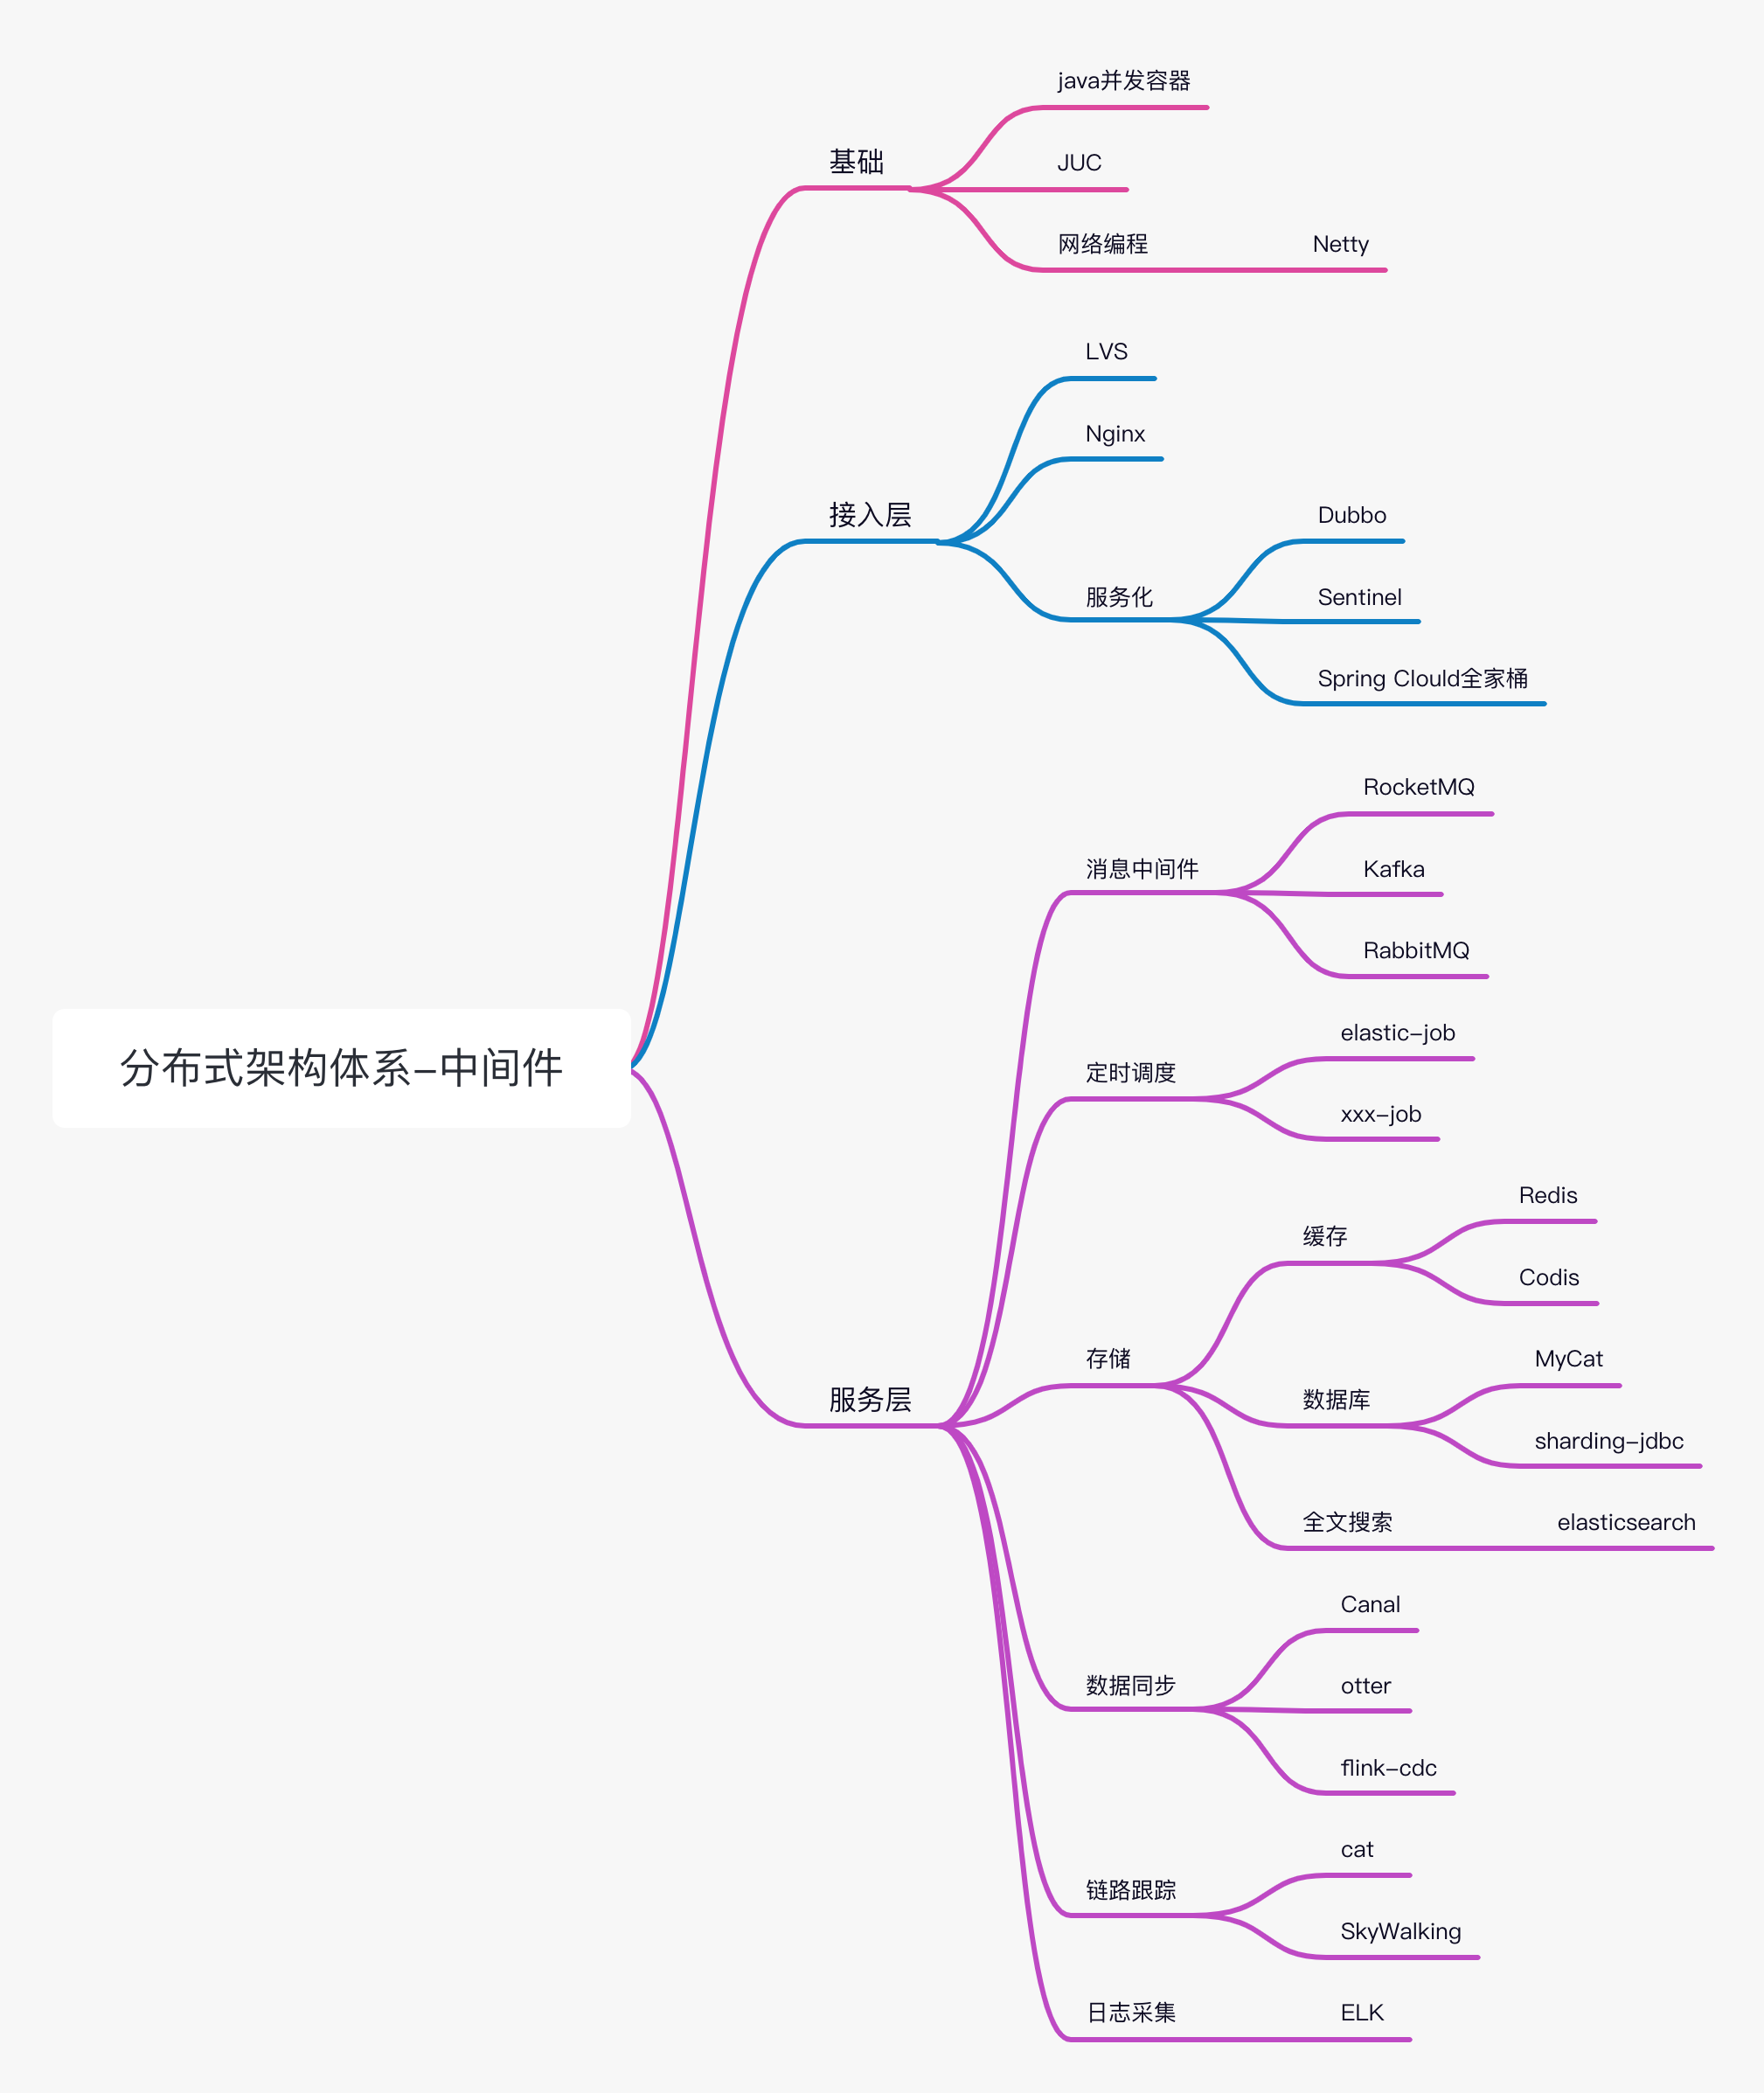 java并发容器
基础
JUC
网络编程
Netty
LVS
Nginx
接入层
Dubbo
服务化
Sentinel
Spring Clould全家桶
RocketMQ
消息中间件
Kafka
RabbitMQ
分布式架构体系-中间件
elastic-job
定时调度
xxx-job
Redis
缓存
Codis
存储
MyCat
数据库
sharding-jdbc
服务层
全文搜索
elasticsearch
Canal
数据同步
otter
flink-cdc
cat
链路跟踪
SkyWalking
日志采集
ELK